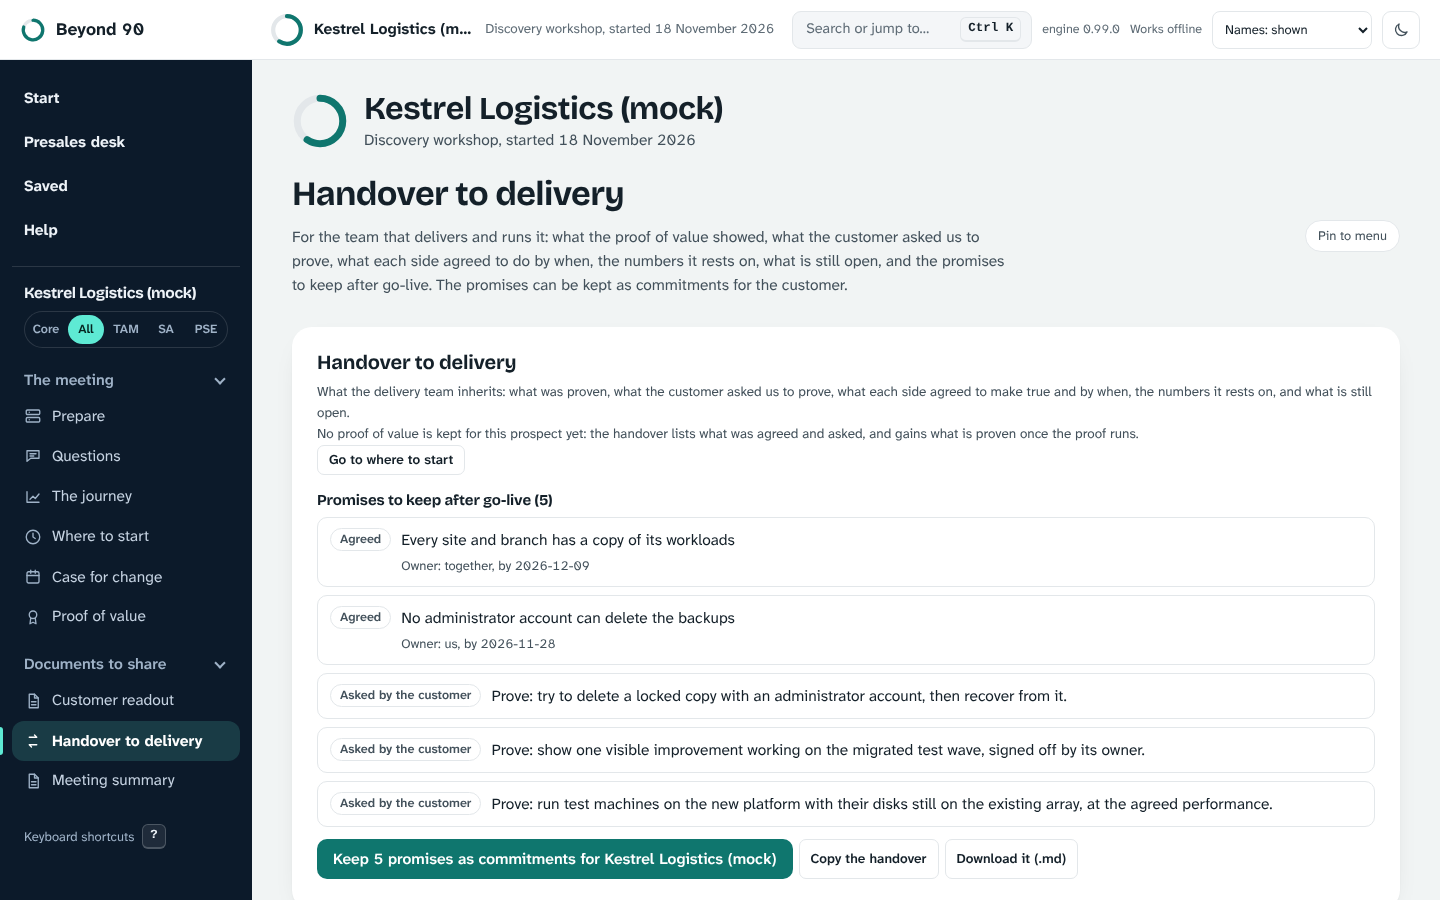 Beyond 90
Kestrel Logistics (m...
Discovery workshop, started 18 November 2026
Search or jump to...
Ctrl K
engine 0.99.0
Works offline
Names: shown
Start
Presales desk
Saved
Help
Kestrel Logistics (mock)
Core
All
TAM
SA
PSE
The meeting
Prepare
Questions
The journey
Where to start
Case for change
Proof of value
Documents to share
Customer readout
Handover to delivery
Meeting summary
Keyboard shortcuts ?
Kestrel Logistics (mock)
Discovery workshop, started 18 November 2026
Handover to delivery
For the team that delivers and runs it: what the proof of value showed, what the customer asked us to
prove, what each side agreed to do by when, the numbers it rests on, what is still open, and the promises
to keep after go-live. The promises can be kept as commitments for the customer.
Pin to menu
Handover to delivery
What the delivery team inherits: what was proven, what the customer asked us to prove, what each side agreed to make true and by when, the numbers it rests on, and what is still
open.
No proof of value is kept for this prospect yet: the handover lists what was agreed and asked, and gains what is proven once the proof runs.
Go to where to start
Promises to keep after go-live (5)
Agreed
Every site and branch has a copy of its workloads
Owner: together, by 2026-12-09
Agreed
No administrator account can delete the backups
Owner: us, by 2026-11-28
Asked by the customer
Prove: try to delete a locked copy with an administrator account, then recover from it.
Asked by the customer
Prove: show one visible improvement working on the migrated test wave, signed off by its owner.
Asked by the customer
Prove: run test machines on the new platform with their disks still on the existing array, at the agreed performance.
Keep 5 promises as commitments for Kestrel Logistics (mock)
Copy the handover
Download it (.md)